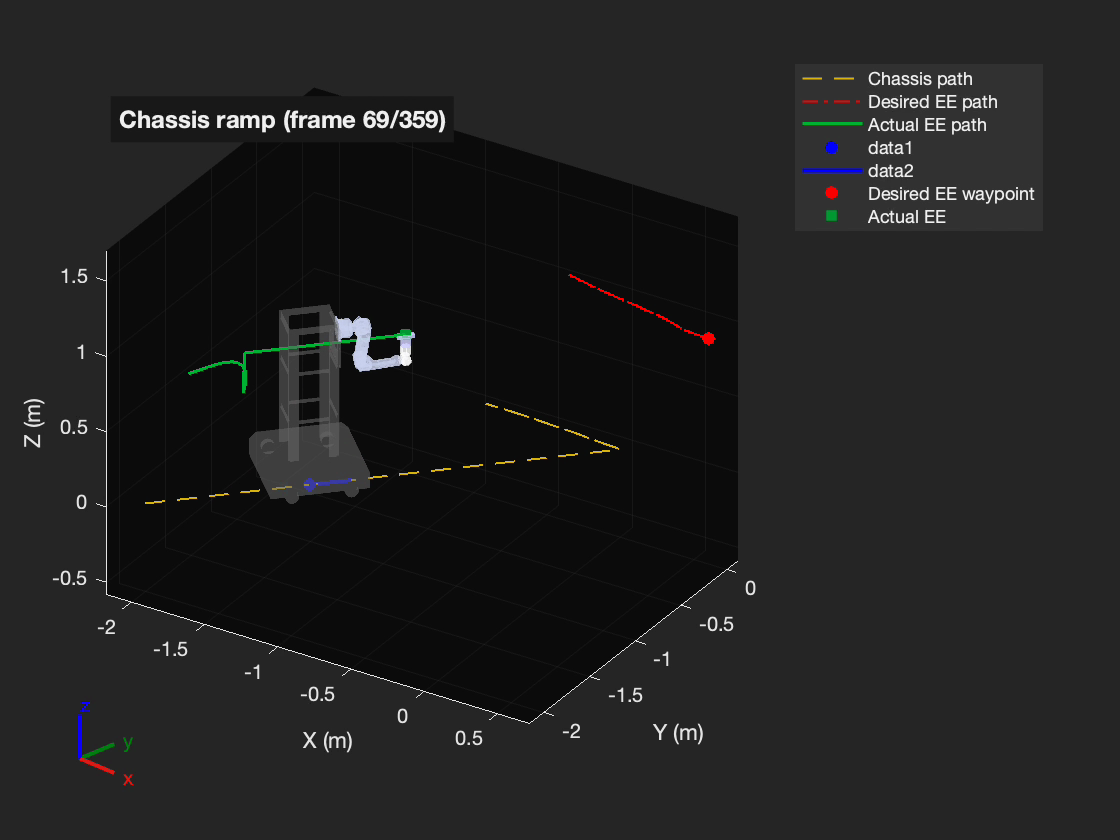 Chassis ramp (frame 69/359)
Chassis path
Desired EE path
Actual EE path
data1
data2
Desired EE waypoint
Actual EE
1.5
1
0.5
0
-0.5
Z (m)
-2
-1.5
-1
-0.5
0
0.5
X (m)
0
-0.5
-1
-1.5
-2
Y (m)
z
y
x